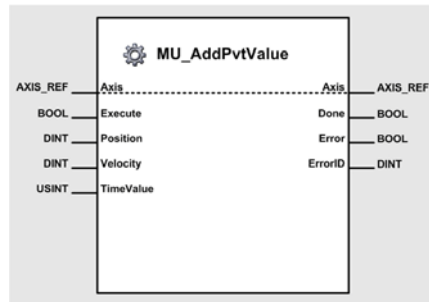 MU_AddPvtValue
AXIS_REF Axis Axis AXIS_REF
BOOL Execute Done BOOL
DINT Position Error BOOL
DINT Velocity ErrorID DINT
USINT TimeValue